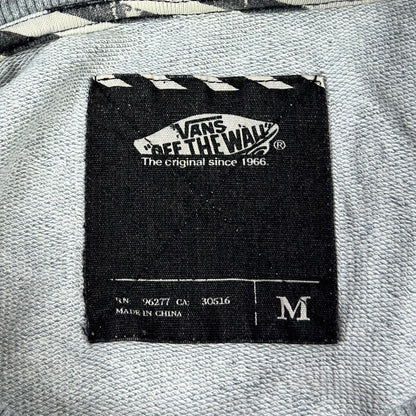 VANS
"OFF THE WALL"
®
The original since 1966.
RN 96277 CA: 30516
MADE IN CHINA
M